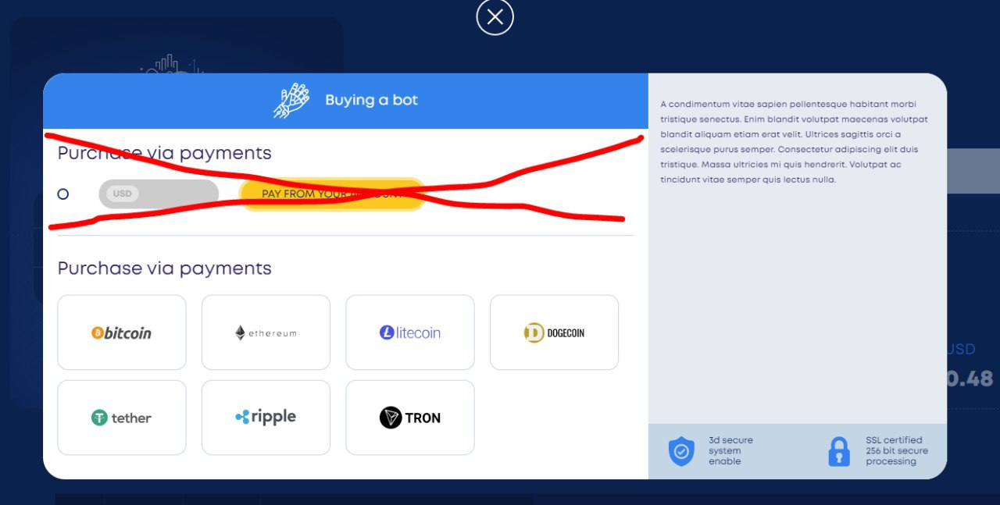 Buying a bot
Purchase via payments
USD
PAY FROM YOUR ACCOUNT
Purchase via payments
bitcoin
ethereum
litecoin
DOGECOIN
tether
ripple
TRON
A condimentum vitae sapien pellentesque habitant morbi
tristique senectus. Enim blandit volutpat maecenas volutpat
blandit aliquam etiam erat velit. Ultrices sagittis orci a
scelerisque purus semper. Consectetur adipiscing elit duis
tristique. Massa ultricies mi quis hendrerit. Volutpat ac
tincidunt vitae semper quis lectus nulla.
USD
0.48
3d secure
system
enable
SSL certified
256 bit secure
processing